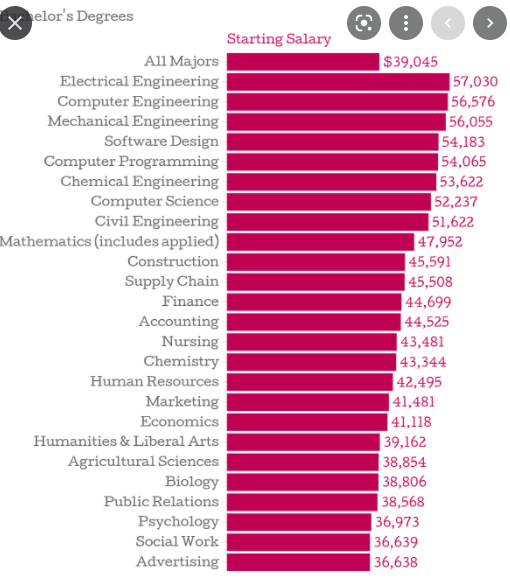 Bachelor's Degrees
Starting Salary
All Majors $39,045
Electrical Engineering 57,030
Computer Engineering 56,576
Mechanical Engineering 56,055
Software Design 54,183
Computer Programming 54,065
Chemical Engineering 53,622
Computer Science 52,237
Civil Engineering 51,622
Mathematics (includes applied) 47,952
Construction 45,591
Supply Chain 45,508
Finance 44,699
Accounting 44,525
Nursing 43,481
Chemistry 43,344
Human Resources 42,495
Marketing 41,481
Economics 41,118
Humanities & Liberal Arts 39,162
Agricultural Sciences 38,854
Biology 38,806
Public Relations 38,568
Psychology 36,973
Social Work 36,639
Advertising 36,638